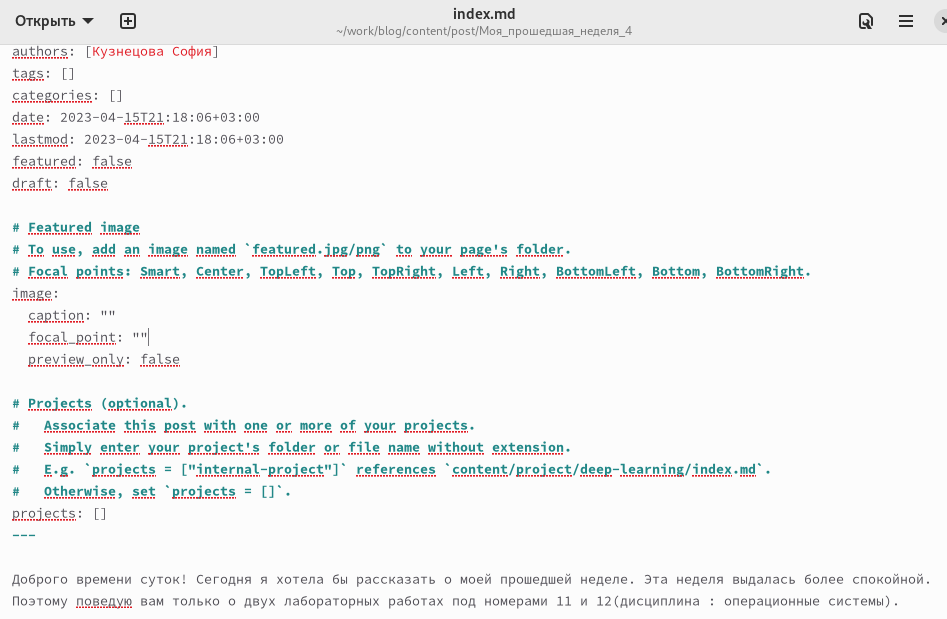 Открыть
index.md
~/work/blog/content/post/Моя_прошедшая_неделя_4
authors: [Кузнецова София]
tags: []
categories: []
date: 2023-04-15T21:18:06+03:00
lastmod: 2023-04-15T21:18:06+03:00
featured: false
draft: false
# Featured image
# To use, add an image named `featured.jpg/png` to your page's folder.
# Focal points: Smart, Center, TopLeft, Top, TopRight, Left, Right, BottomLeft, Bottom, BottomRight.
image:
  caption: ""
  focal_point: ""
  preview_only: false
# Projects (optional).
#   Associate this post with one or more of your projects.
#   Simply enter your project's folder or file name without extension.
#   E.g. `projects = ["internal-project"]` references `content/project/deep-learning/index.md`.
#   Otherwise, set `projects = []`.
projects: []
---
Доброго времени суток! Сегодня я хотела бы рассказать о моей прошедшей неделе. Эта неделя выдалась более спокойной.
Поэтому поведую вам только о двух лабораторных работах под номерами 11 и 12(дисциплина : операционные системы).